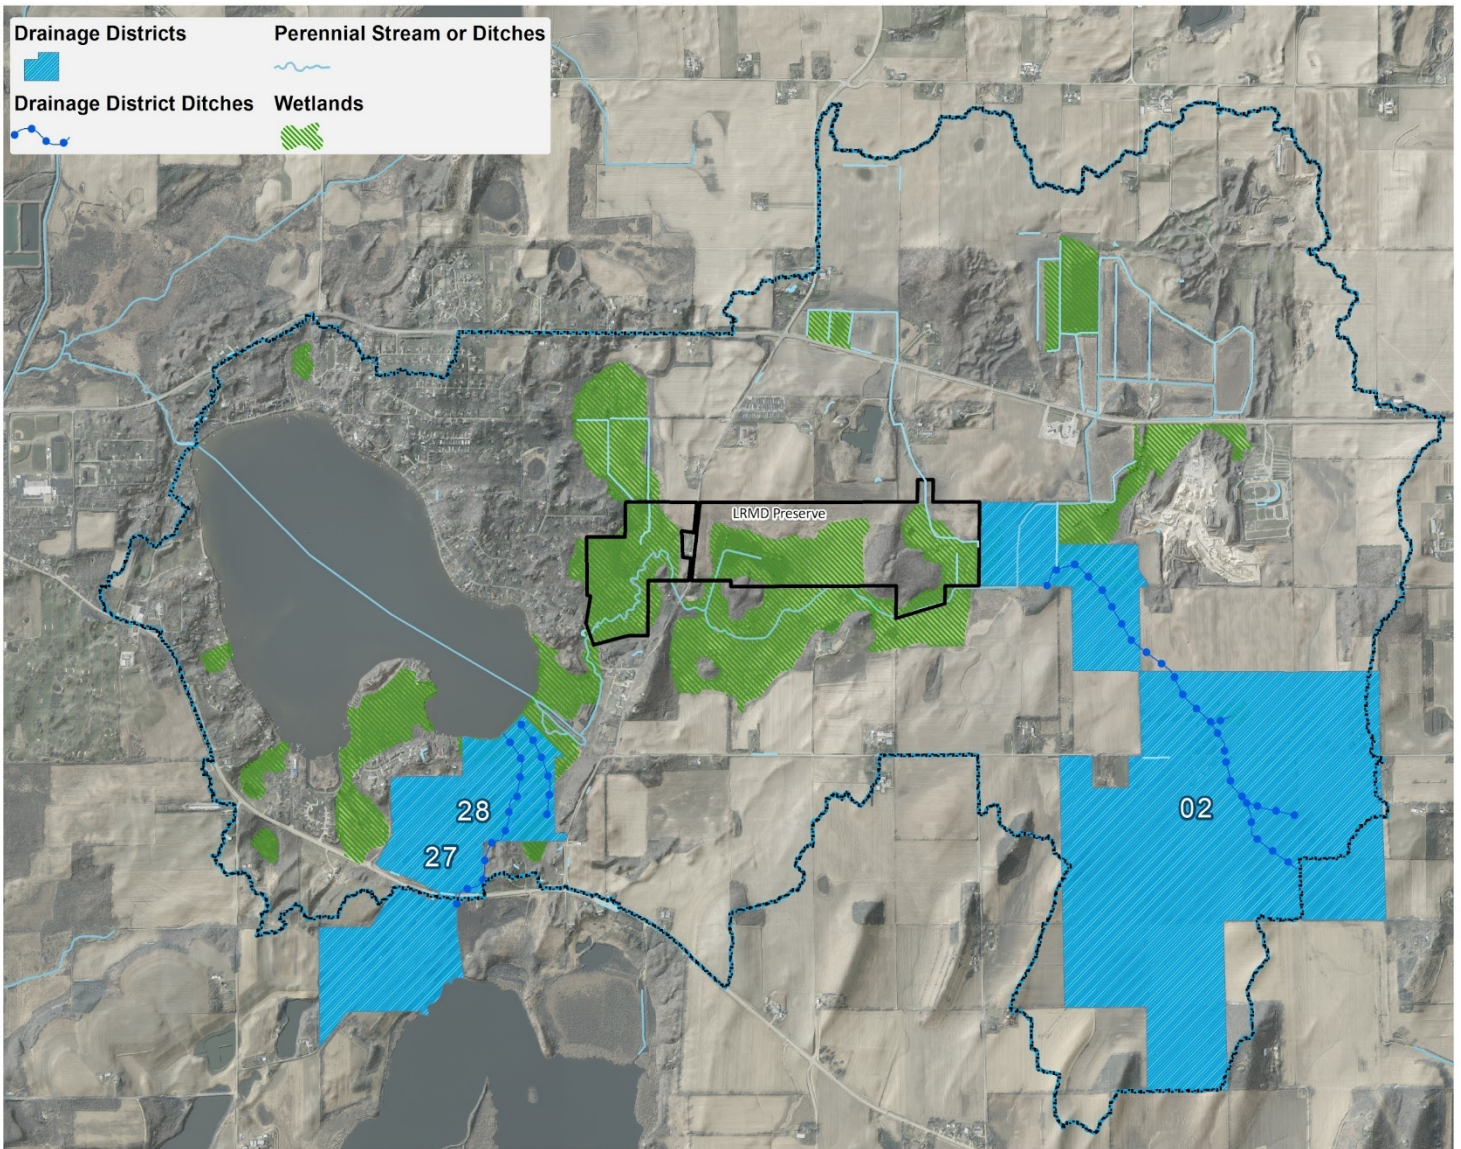 Drainage Districts
Perennial Stream or Ditches
Drainage District Ditches
Wetlands
LRMD Preserve
28
27
02